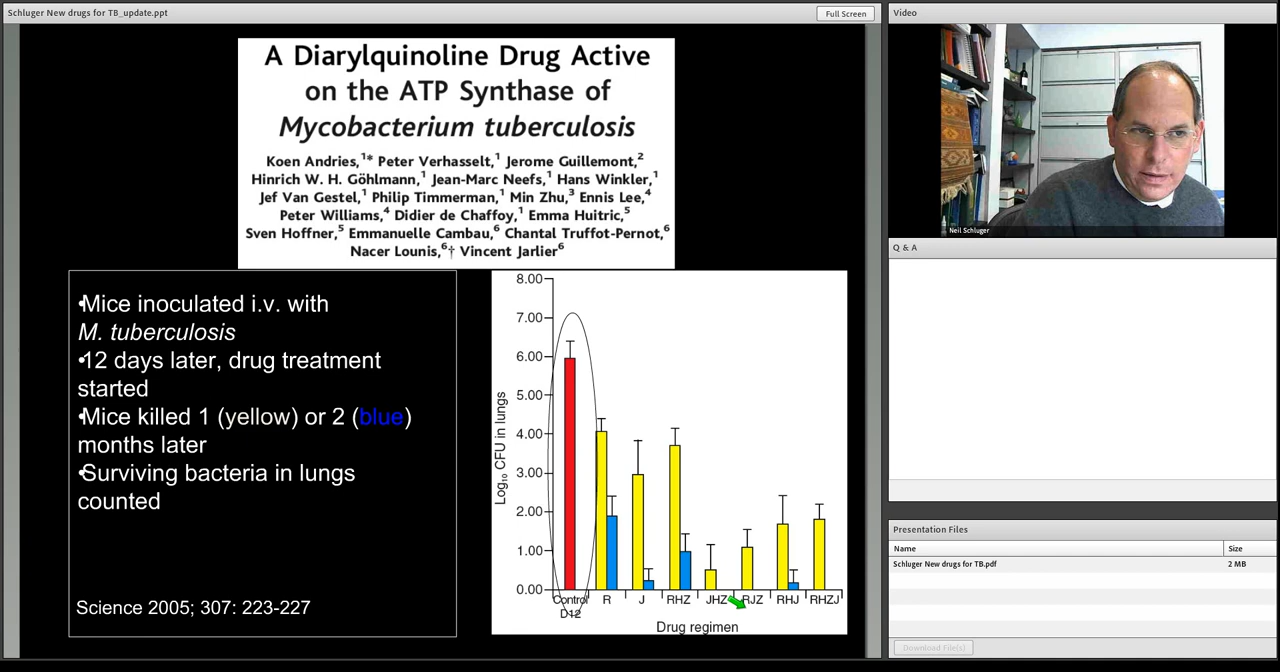 Schluger New drugs for TB_update.ppt
Full Screen
A Diarylquinoline Drug Active
on the ATP Synthase of
Mycobacterium tuberculosis
Koen Andries,¹* Peter Verhasselt,¹ Jerome Guillemont,²
Hinrich W. H. Göhlmann,¹ Jean-Marc Neefs,¹ Hans Winkler,¹
Jef Van Gestel,¹ Philip Timmerman,¹ Min Zhu,³ Ennis Lee,⁴
Peter Williams,⁴ Didier de Chaffoy,¹ Emma Huitric,⁵
Sven Hoffner,⁵ Emmanuelle Cambau,⁶ Chantal Truffot-Pernot,⁶
Nacer Lounis,⁶† Vincent Jarlier⁶
•Mice inoculated i.v. with
M. tuberculosis
•12 days later, drug treatment
started
•Mice killed 1 (yellow) or 2 (blue)
months later
•Surviving bacteria in lungs
counted
Science 2005; 307: 223-227
8.00
7.00
6.00
5.00
4.00
3.00
2.00
1.00
0.00
Log₁₀ CFU in lungs
Control R J RHZ JHZ RJZ RHJ RHZJ
D12
Drug regimen
Video
Neil Schluger
Q & A
Presentation Files
Name Size
Schluger New drugs for TB.pdf 2 MB
Download File(s)